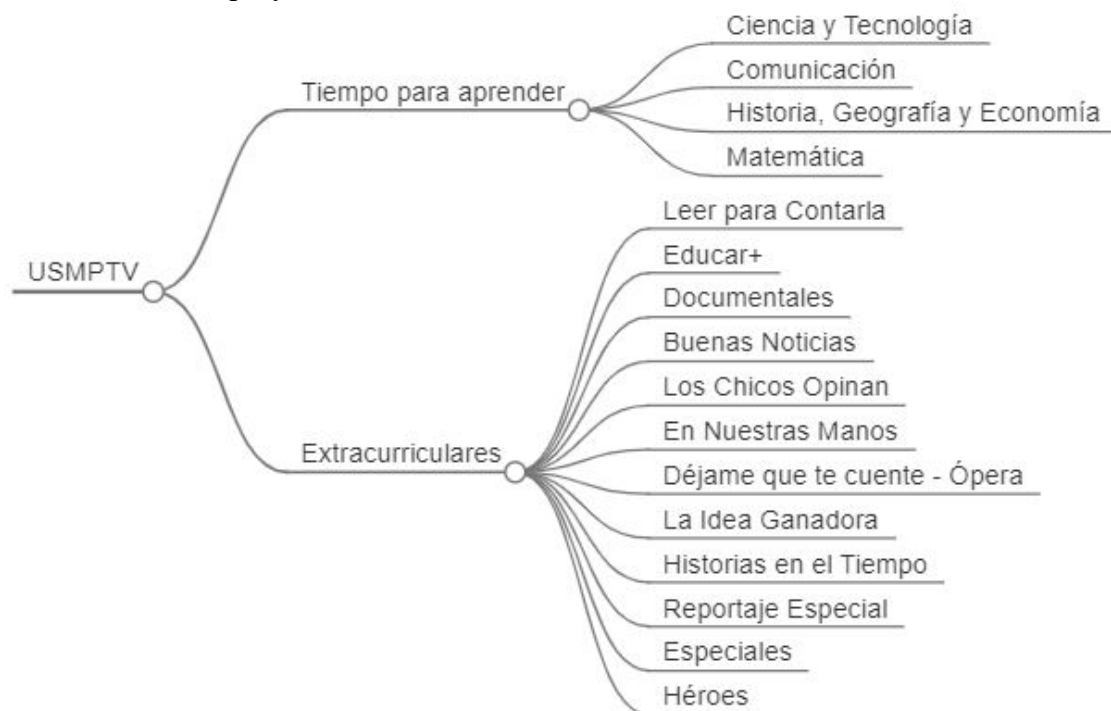 Ciencia y Tecnología
Tiempo para aprender
Comunicación
Historia, Geografía y Economía
Matemática
USMPTV
Leer para Contarla
Educar+
Documentales
Buenas Noticias
Los Chicos Opinan
En Nuestras Manos
Extracurriculares
Déjame que te cuente - Ópera
La Idea Ganadora
Historias en el Tiempo
Reportaje Especial
Especiales
Héroes